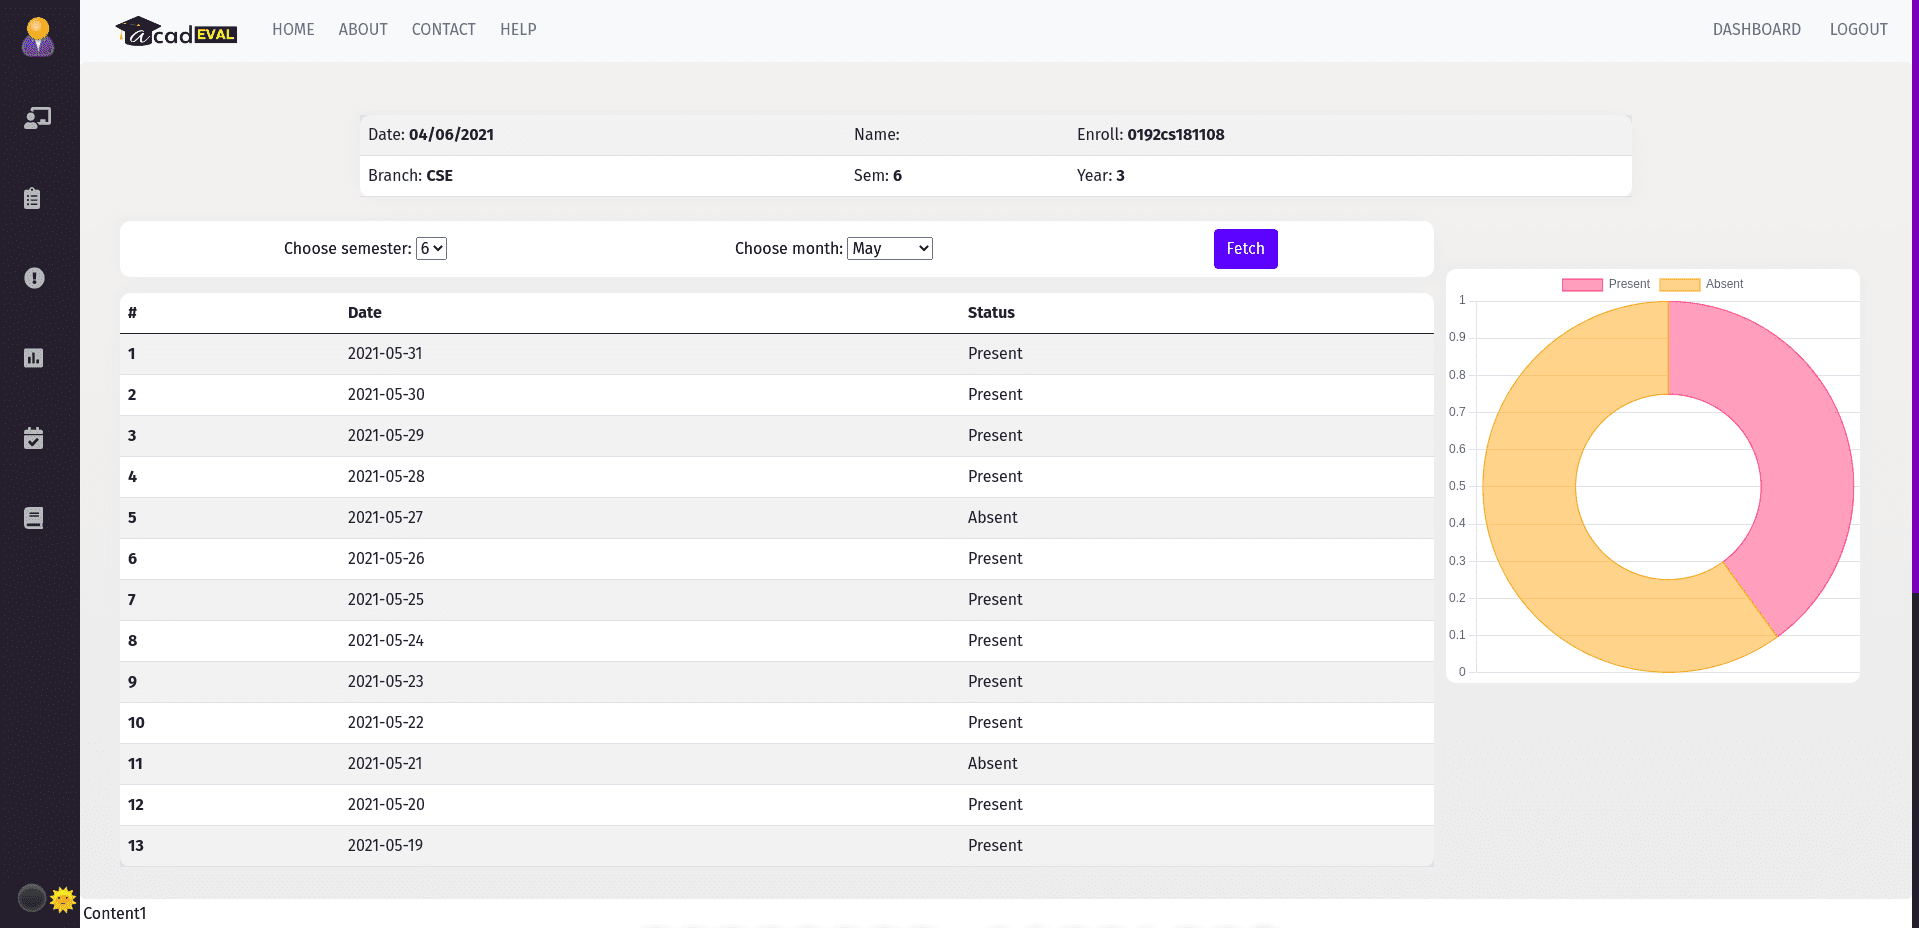 acadEVAL HOME ABOUT CONTACT HELP DASHBOARD LOGOUT
Date: 04/06/2021 Name: Enroll: 0192cs181108
Branch: CSE Sem: 6 Year: 3
Choose semester: 6 Choose month: May Fetch
# Date Status
1 2021-05-31 Present
2 2021-05-30 Present
3 2021-05-29 Present
4 2021-05-28 Present
5 2021-05-27 Absent
6 2021-05-26 Present
7 2021-05-25 Present
8 2021-05-24 Present
9 2021-05-23 Present
10 2021-05-22 Present
11 2021-05-21 Absent
12 2021-05-20 Present
13 2021-05-19 Present
Present Absent
1
0.9
0.8
0.7
0.6
0.5
0.4
0.3
0.2
0.1
0
Content1